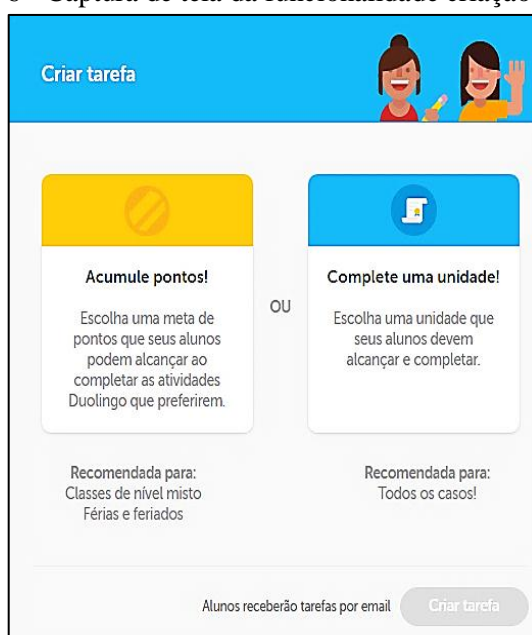 Captura de tela da funcionalidade criação
Criar tarefa
Acumule pontos!
Escolha uma meta de
pontos que seus alunos
podem alcançar ao
completar as atividades
Duolingo que preferirem.
Recomendada para:
Classes de nível misto
Férias e feriados
OU
Complete uma unidade!
Escolha uma unidade que
seus alunos devem
alcançar e completar.
Recomendada para:
Todos os casos!
Alunos receberão tarefas por email
Criar tarefa